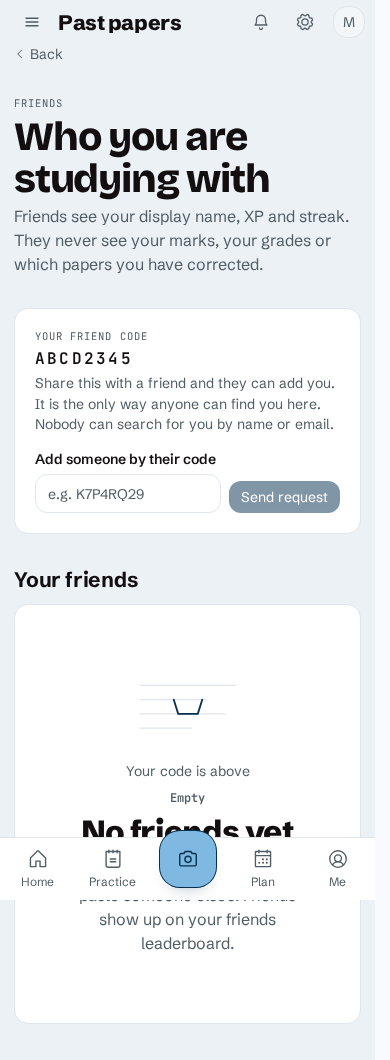 Past papers
M
Back
FRIENDS
Who you are
studying with
Friends see your display name, XP and streak.
They never see your marks, your grades or
which papers you have corrected.
YOUR FRIEND CODE
ABCD2345
Share this with a friend and they can add you.
It is the only way anyone can find you here.
Nobody can search for you by name or email.
Add someone by their code
e.g. K7P4RQ29
Send request
Your friends
Your code is above
Empty
No friends yet
Home
Practice
Plan
Me
show up on your friends
leaderboard.